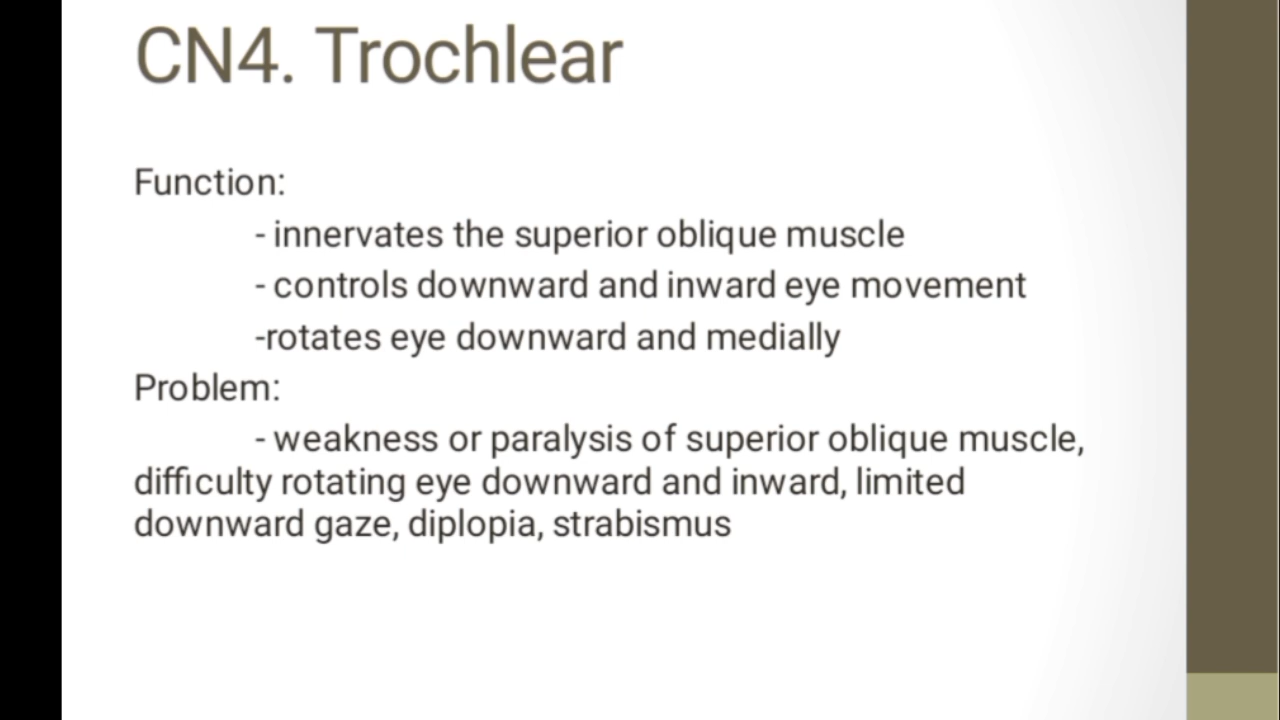 CN4. Trochlear
Function:
- innervates the superior oblique muscle
- controls downward and inward eye movement
-rotates eye downward and medially
Problem:
- weakness or paralysis of superior oblique muscle,
difficulty rotating eye downward and inward, limited
downward gaze, diplopia, strabismus